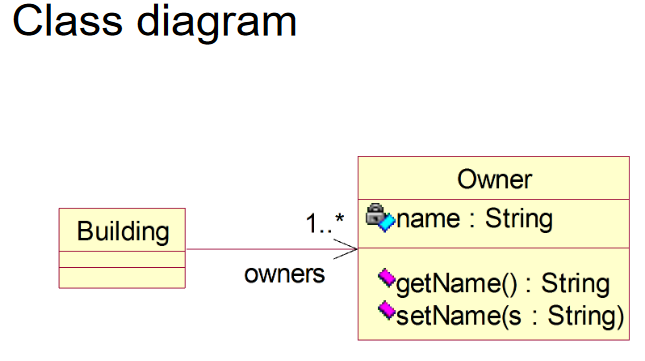 Class diagram
Owner
name : String
Building
1..*
owners
getName() : String
setName(s : String)